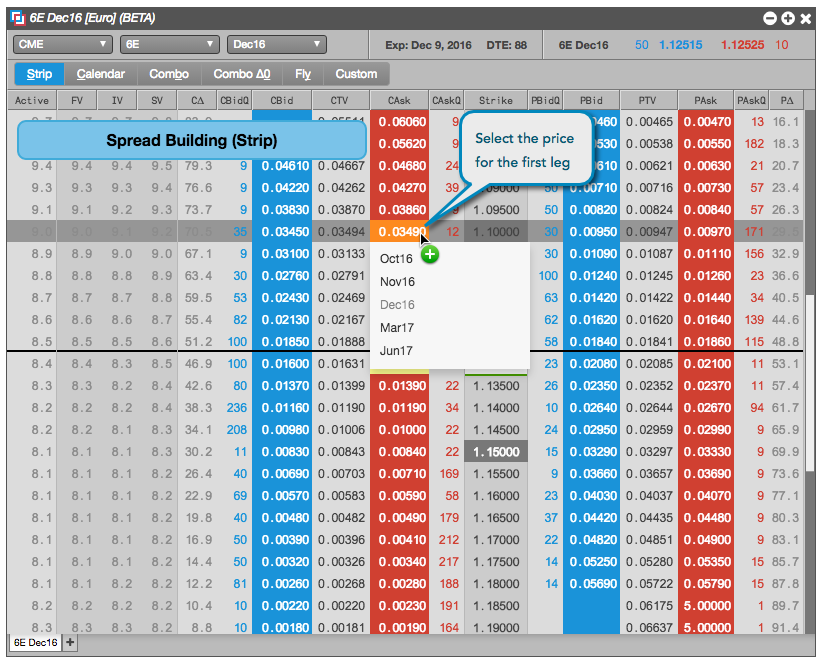 6E Dec16 [Euro] (BETA)
CME 6E Dec16 Exp: Dec 9, 2016 DTE: 88 6E Dec16 50 1.12515 1.12525 10
Strip Calendar Combo Combo Δ0 Fly Custom
Active FV IV SV CΔ CBidQ CBid CTV CAsk CAskQ Strike PBidQ PBid PTV PAsk PAskQ PΔ
0.06060 9 0.00465 0.00470 13 16.1
Spread Building (Strip)
Select the price
for the first leg
0.05620 9 0.00538 0.00550 182 18.3
9.4 9.4 9.4 9.5 79.3 9 0.04610 0.04667 0.04680 24 0.00621 0.00630 21 20.7
9.3 9.3 9.3 9.4 76.6 9 0.04220 0.04262 0.04270 39 1.09000 50 0.00710 0.00716 0.00730 57 23.4
9.1 9.1 9.2 9.3 73.7 9 0.03830 0.03870 0.03860 9 1.09500 50 0.00820 0.00824 0.00840 57 26.3
9.0 9.0 9.1 9.2 70.5 35 0.03450 0.03494 0.03490 12 1.10000 30 0.00950 0.00947 0.00970 171 29.5
8.9 8.9 9.0 9.0 67.1 9 0.03100 0.03133 Oct16 30 0.01090 0.01087 0.01110 156 32.9
8.8 8.8 8.8 8.9 63.4 30 0.02760 0.02791 Nov16 100 0.01240 0.01245 0.01260 23 36.6
8.7 8.7 8.7 8.8 59.5 53 0.02430 0.02469 Dec16 63 0.01420 0.01422 0.01440 34 40.5
8.6 8.6 8.6 8.7 55.4 82 0.02130 0.02167 Mar17 62 0.01620 0.01620 0.01640 139 44.6
8.5 8.5 8.5 8.6 51.2 100 0.01850 0.01888 Jun17 58 0.01840 0.01841 0.01860 115 48.8
8.4 8.4 8.3 8.5 46.9 100 0.01600 0.01631 23 0.02080 0.02085 0.02100 11 53.1
8.3 8.3 8.2 8.4 42.6 80 0.01370 0.01399 0.01390 22 1.13500 26 0.02350 0.02352 0.02370 11 57.4
8.2 8.2 8.2 8.4 38.3 236 0.01160 0.01190 0.01190 34 1.14000 10 0.02640 0.02644 0.02670 94 61.7
8.2 8.2 8.1 8.3 34.1 208 0.00980 0.01006 0.01000 22 1.14500 24 0.02950 0.02959 0.02990 9 65.9
8.1 8.1 8.1 8.3 30.2 11 0.00830 0.00843 0.00840 22 1.15000 15 0.03290 0.03297 0.03330 9 69.9
8.1 8.1 8.1 8.2 26.4 40 0.00690 0.00703 0.00710 169 1.15500 9 0.03660 0.03657 0.03690 9 73.6
8.1 8.1 8.1 8.2 22.9 69 0.00570 0.00583 0.00590 58 1.16000 23 0.04030 0.04037 0.04070 9 77.1
8.1 8.1 8.1 8.2 19.8 40 0.00480 0.00482 0.00490 179 1.16500 37 0.04420 0.04435 0.04480 9 80.3
8.1 8.1 8.1 8.2 16.9 50 0.00390 0.00396 0.00410 212 1.17000 22 0.04820 0.04851 0.04900 9 83.1
8.1 8.1 8.1 8.2 14.4 50 0.00320 0.00326 0.00340 217 1.17500 14 0.05250 0.05280 0.05350 15 85.7
8.1 8.1 8.2 8.2 12.2 81 0.00260 0.00268 0.00280 188 1.18000 14 0.05690 0.05722 0.05790 15 87.8
8.2 8.2 8.2 8.2 10.4 10 0.00220 0.00220 0.00230 191 1.18500 0.06175 5.00000 1 89.7
8.3 8.3 8.3 8.2 8.8 10 0.00180 0.00181 0.00190 164 1.19000 0.06637 5.00000 1 91.4
6E Dec16 +